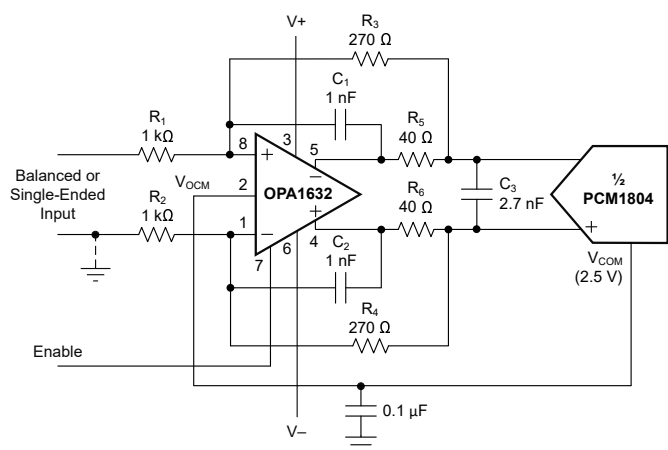 V+
R3
270 Ω
C1
1 nF
R1
1 kΩ
R5
40 Ω
8
3
5
+
−
Balanced or
Single-Ended
Input
VOCM
2
OPA1632
R2
1 kΩ
1
−
+
7
6
4
R6
40 Ω
C3
2.7 nF
½
PCM1804
+
−
VCOM
(2.5 V)
C2
1 nF
R4
270 Ω
Enable
0.1 µF
V–